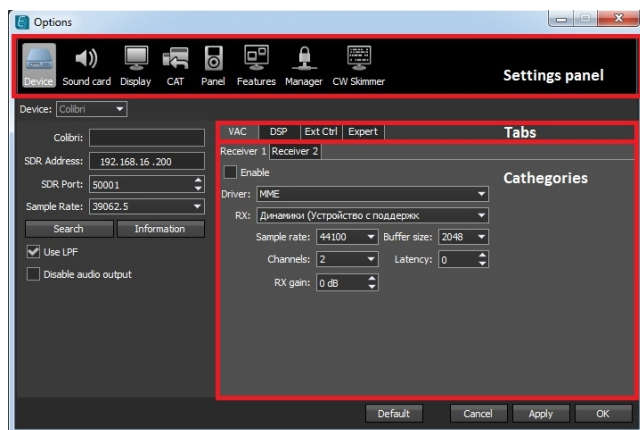 Options
Device Sound card Display CAT Panel Features Manager CW Skimmer
Settings panel
Device: Colibri
Colibri:
SDR Address: 192.168.16.200
SDR Port: 50001
Sample Rate: 39062.5
Search Information
Use LPF
Disable audio output
VAC DSP Ext Ctrl Expert
Tabs
Receiver 1 Receiver 2
Cathegories
Enable
Driver: MME
RX: Динамики (Устройство с поддержк
Sample rate: 44100 Buffer size: 2048
Channels: 2 Latency: 0
RX gain: 0 dB
Default Cancel Apply OK